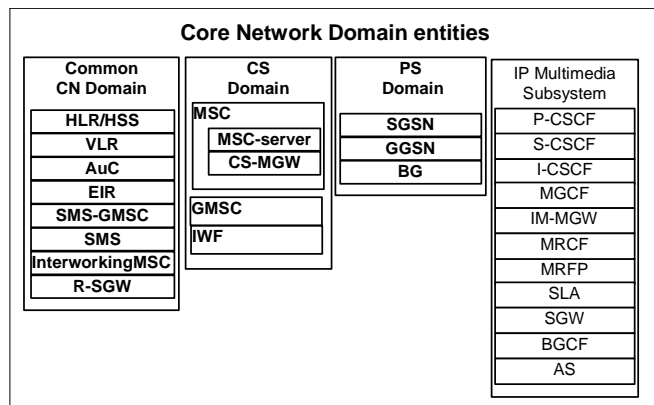 Core Network Domain entities
Common
CN Domain
HLR/HSS
VLR
AuC
EIR
SMS-GMSC
SMS
InterworkingMSC
R-SGW
CS
Domain
MSC
MSC-server
CS-MGW
GMSC
IWF
PS
Domain
SGSN
GGSN
BG
IP Multimedia
Subsystem
P-CSCF
S-CSCF
I-CSCF
MGCF
IM-MGW
MRCF
MRFP
SLA
SGW
BGCF
AS